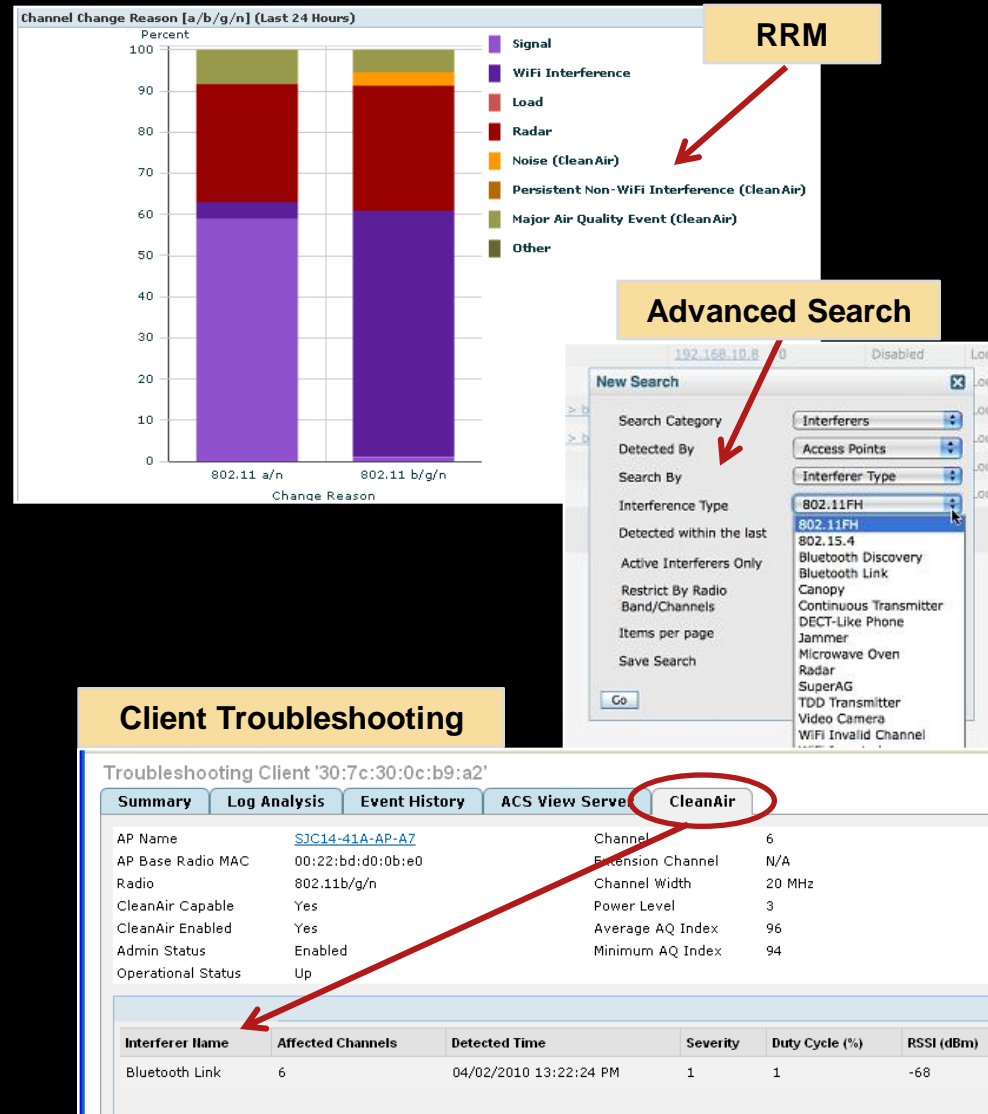 Channel Change Reason [a/b/g/n] (Last 24 Hours)
Percent
100
90
80
70
60
50
40
30
20
10
0
802.11 a/n
802.11 b/g/n
Change Reason
Signal
WiFi Interference
Load
Radar
Noise (CleanAir)
Persistent Non-WiFi Interference (CleanAir)
Major Air Quality Event (CleanAir)
Other
RRM
Advanced Search
192.168.10.8 0 Disabled
New Search
Search Category Interferers
Detected By Access Points
Search By Interferer Type
Interference Type 802.11FH
Detected within the last
Active Interferers Only
Restrict By Radio
Band/Channels
Items per page
Save Search
Go
802.11FH
802.15.4
Bluetooth Discovery
Bluetooth Link
Canopy
Continuous Transmitter
DECT-Like Phone
Jammer
Microwave Oven
Radar
SuperAG
TDD Transmitter
Video Camera
WiFi Invalid Channel
Client Troubleshooting
Troubleshooting Client '30:7c:30:0c:b9:a2'
Summary Log Analysis Event History ACS View Server CleanAir
AP Name SJC14-41A-AP-A7 Channel 6
AP Base Radio MAC 00:22:bd:d0:0b:e0 Extension Channel N/A
Radio 802.11b/g/n Channel Width 20 MHz
CleanAir Capable Yes Power Level 3
CleanAir Enabled Yes Average AQ Index 96
Admin Status Enabled Minimum AQ Index 94
Operational Status Up
Interferer Name Affected Channels Detected Time Severity Duty Cycle (%) RSSI (dBm)
Bluetooth Link 6 04/02/2010 13:22:24 PM 1 1 -68